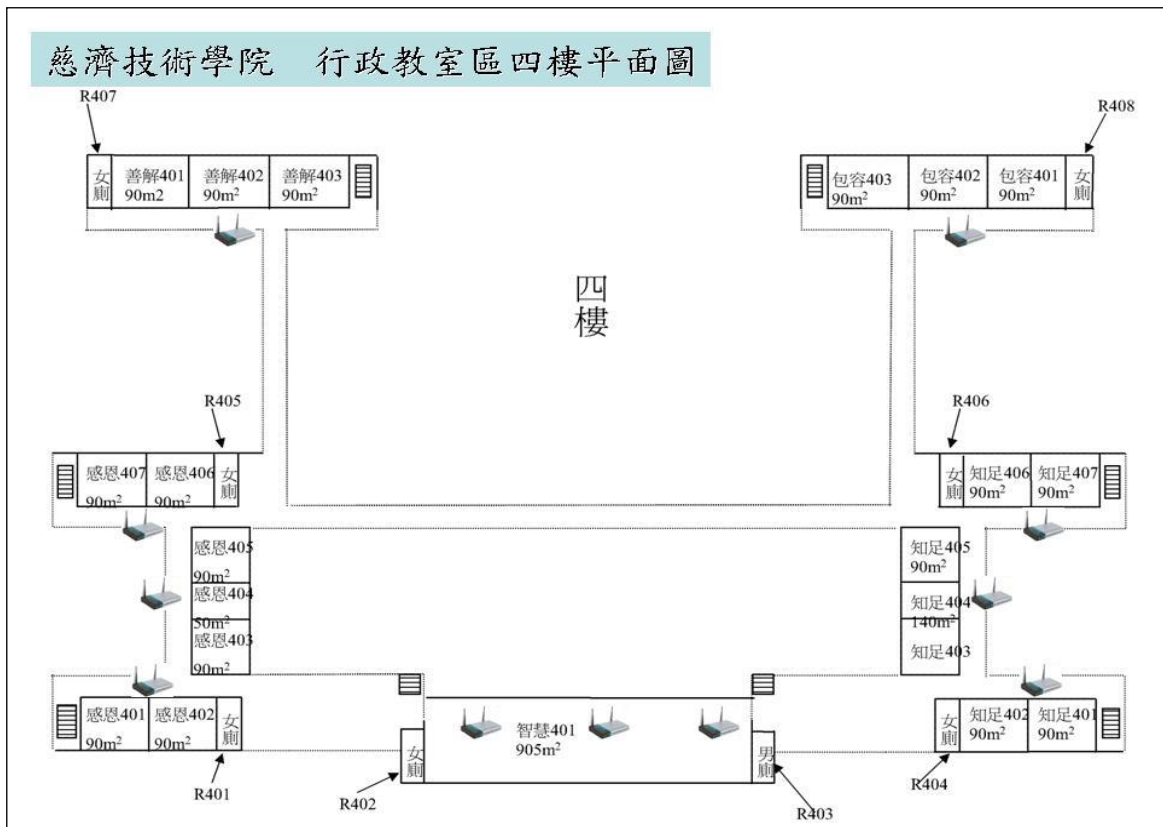 慈濟技術學院　行政教室區四樓平面圖
R407
R408
女廁
善解401
90m2
善解402
90m²
善解403
90m²
包容403
90m²
包容402
90m²
包容401
90m²
女廁
四樓
R405
R406
感恩407
90m²
感恩406
90m²
女廁
女廁
知足406
90m²
知足407
90m²
感恩405
90m²
感恩404
50m²
感恩403
90m²
知足405
90m²
知足404
140m²
知足403
感恩401
90m²
感恩402
90m²
女廁
女廁
智慧401
905m²
男廁
女廁
知足402
90m²
知足401
90m²
R401
R402
R403
R404